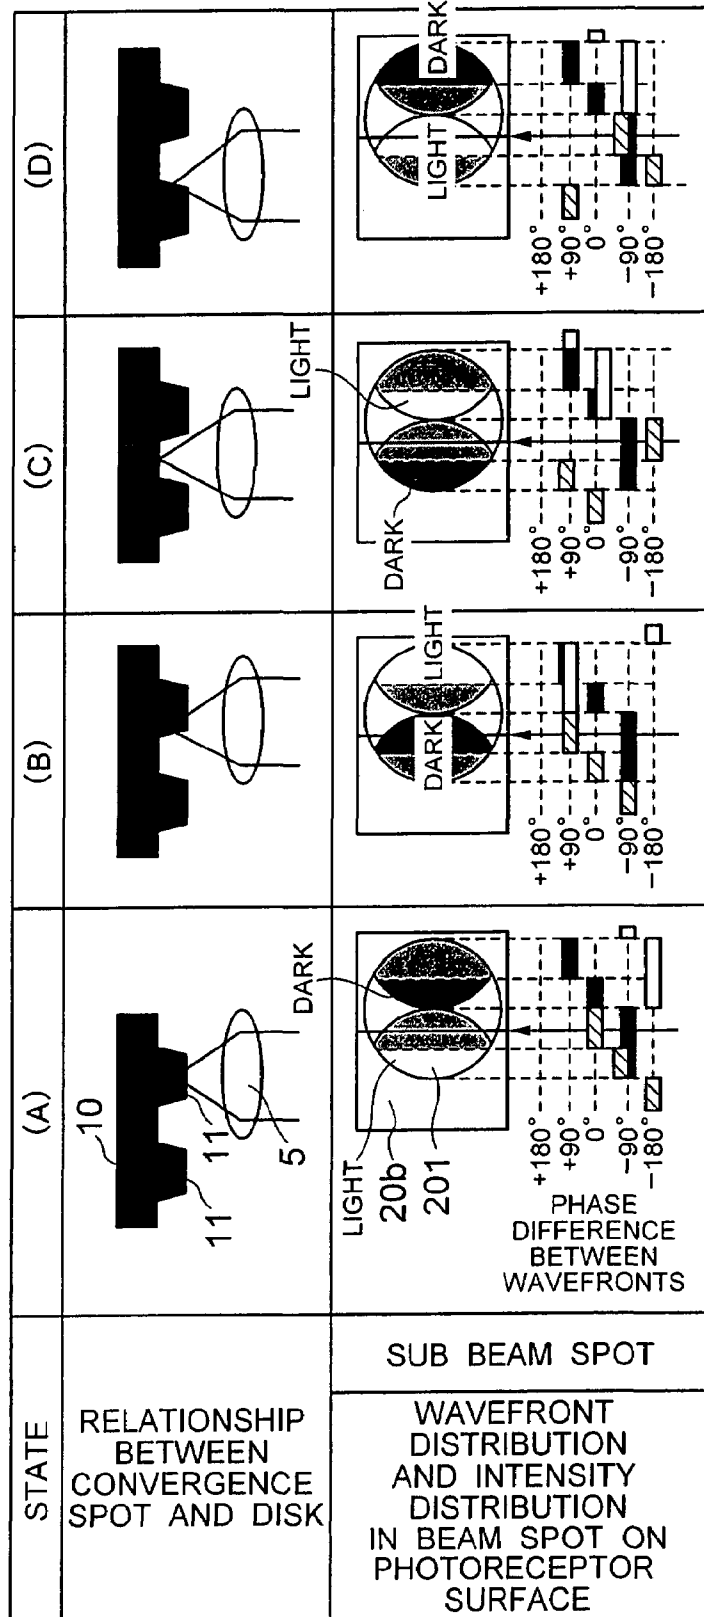 STATE
(A)
(B)
(C)
(D)
RELATIONSHIP
BETWEEN
CONVERGENCE
SPOT AND DISK
10
11
11
5
WAVEFRONT
DISTRIBUTION
AND INTENSITY
DISTRIBUTION
IN BEAM SPOT ON
PHOTORECEPTOR
SURFACE
SUB BEAM SPOT
LIGHT
20b
201
DARK
PHASE
DIFFERENCE
BETWEEN
WAVEFRONTS
+180°
+90°
0°
−90°
−180°
DARK
LIGHT
+180°
+90°
0°
−90°
−180°
DARK
LIGHT
+180°
+90°
0°
−90°
−180°
LIGHT
DARK
+180°
+90°
0°
−90°
−180°